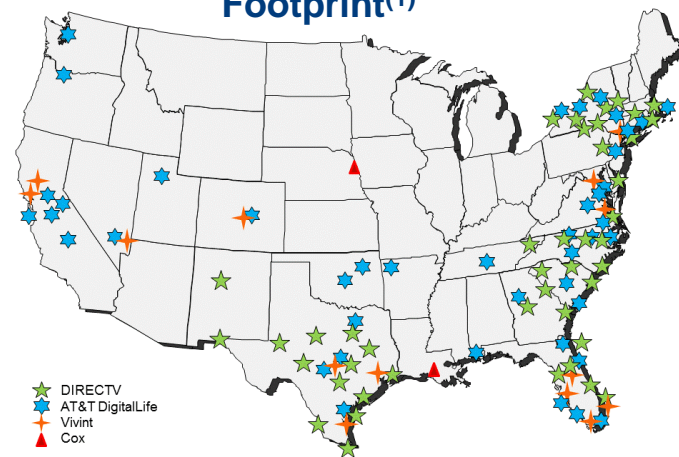 Footprint(1)
DIRECTV
AT&T DigitalLife
Vivint
Cox